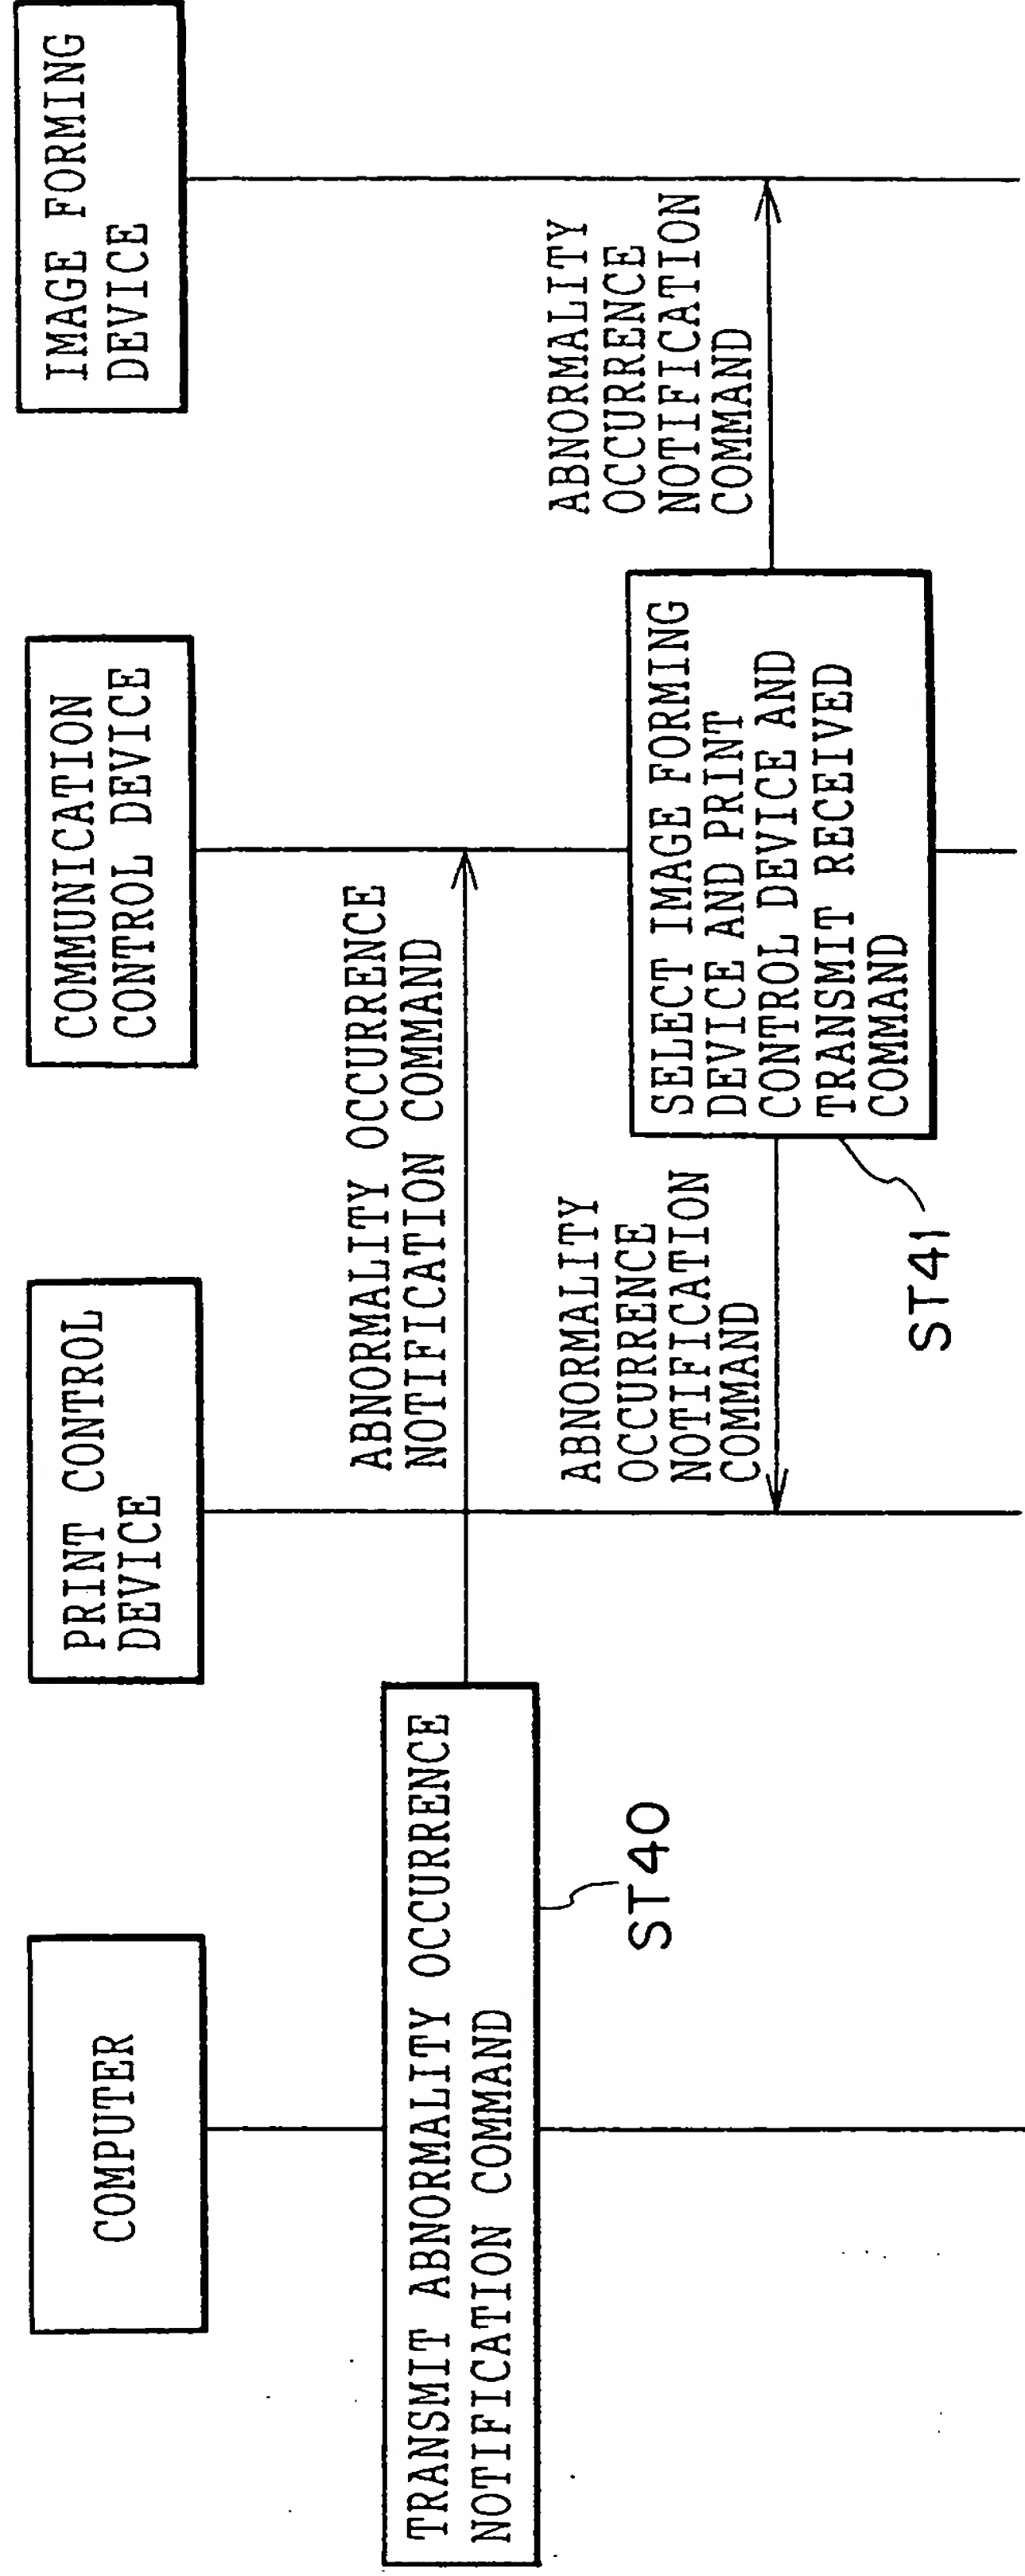 COMPUTER
PRINT CONTROL
DEVICE
COMMUNICATION
CONTROL DEVICE
IMAGE FORMING
DEVICE
TRANSMIT ABNORMALITY OCCURRENCE
NOTIFICATION COMMAND
ST40
ABNORMALITY OCCURRENCE
NOTIFICATION COMMAND
ABNORMALITY
OCCURRENCE
NOTIFICATION
COMMAND
SELECT IMAGE FORMING
DEVICE AND PRINT
CONTROL DEVICE AND
TRANSMIT RECEIVED
COMMAND
ST41
ABNORMALITY
OCCURRENCE
NOTIFICATION
COMMAND